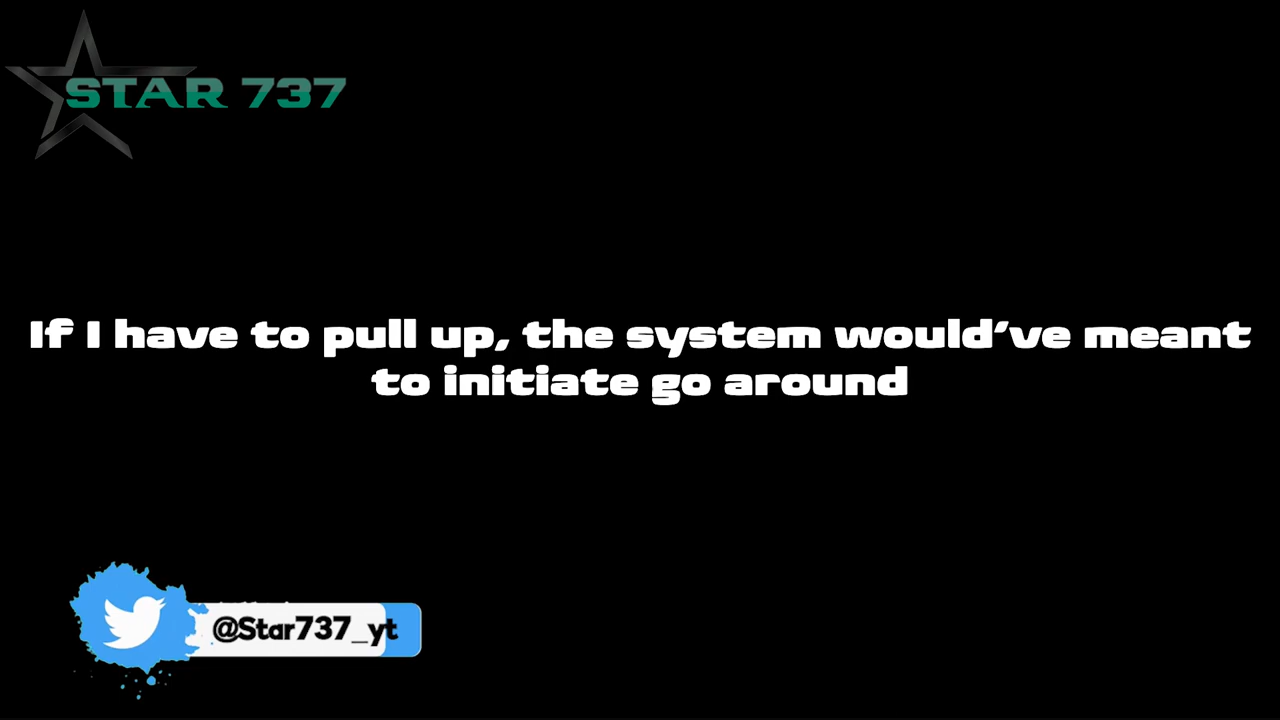 STAR 737
If I have to pull up, the system would've meant
to initiate go around
@Star737_yt